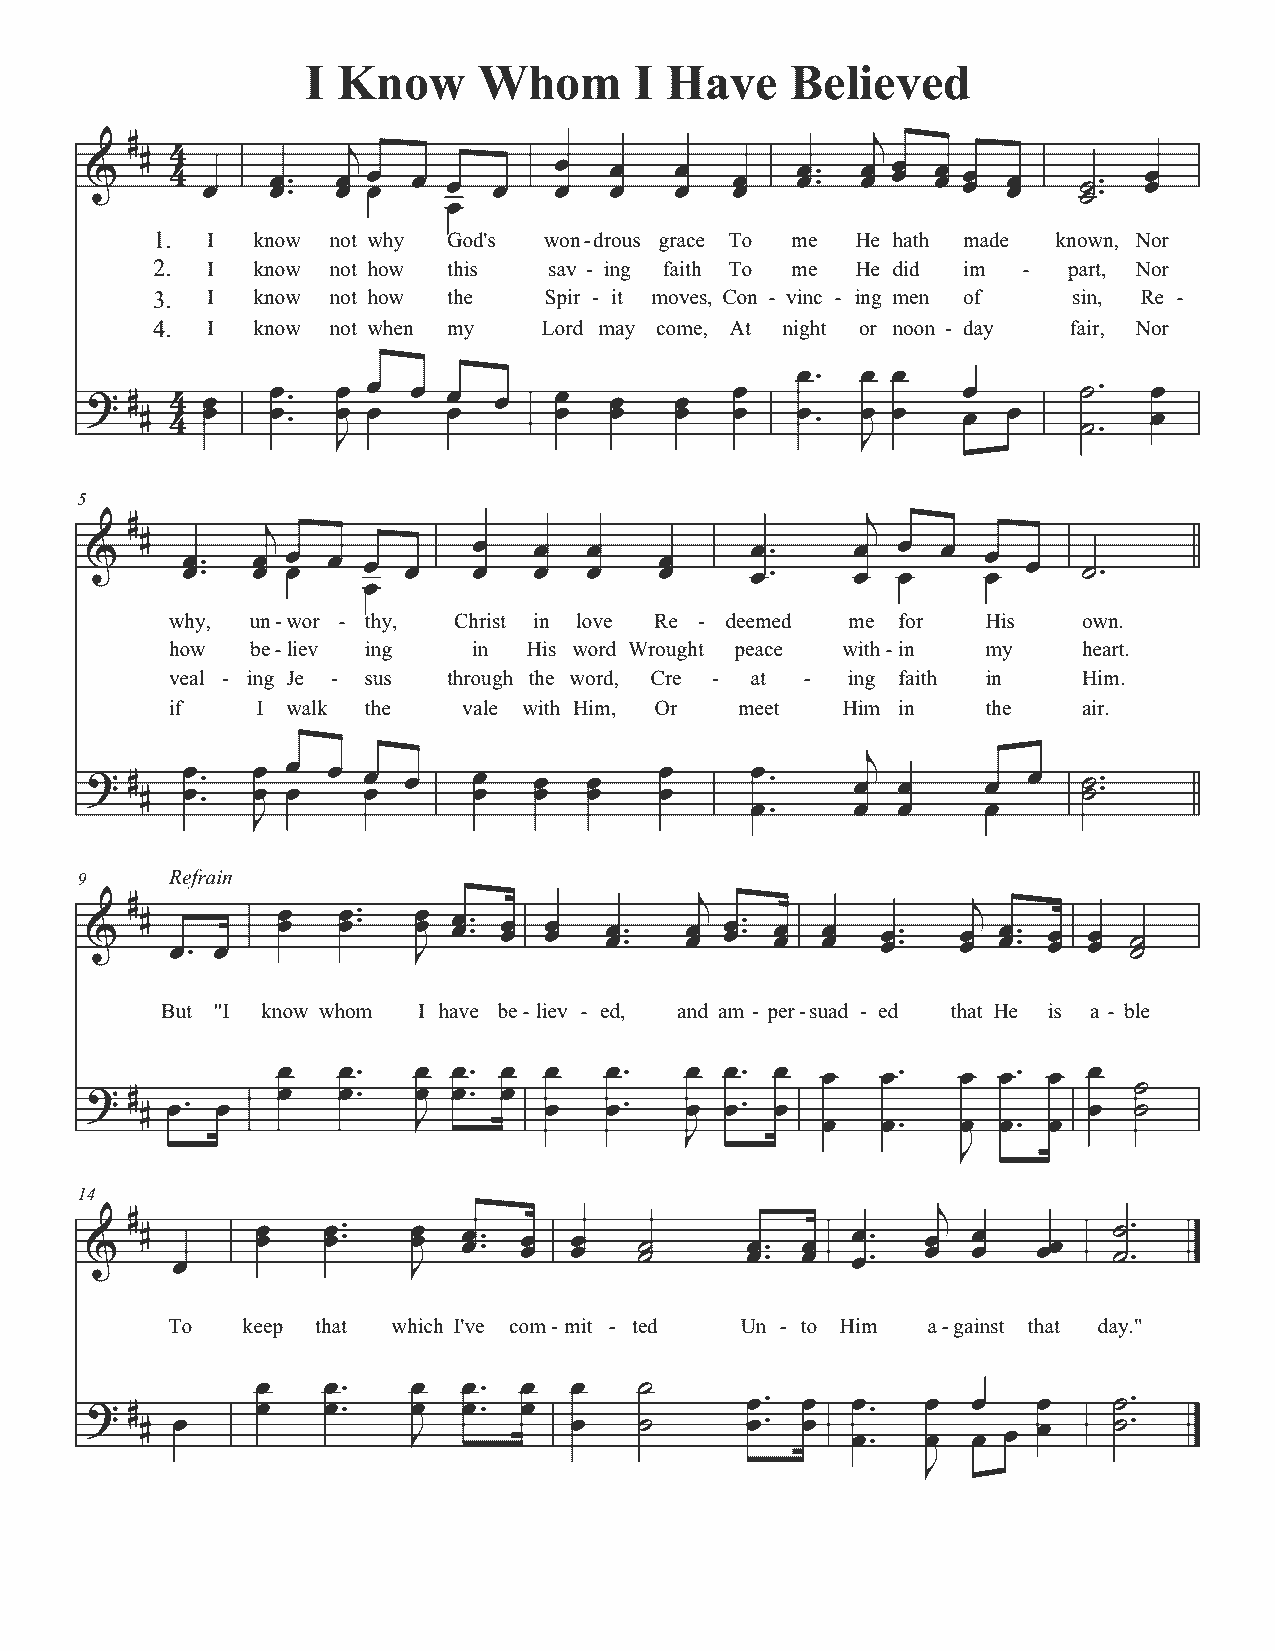 I Know Whom I Have Believed
1. I know not why God's won-drous grace To me He hath made known, Nor
2. I know not how this sav - ing faith To me He did im - part, Nor
3. I know not how the Spir - it moves, Con - vinc - ing men of sin, Re -
4. I know not when my Lord may come, At night or noon - day fair, Nor
5
why, un - wor - thy, Christ in love Re - deemed me for His own.
how be - liev ing in His word Wrought peace with - in my heart.
veal - ing Je - sus through the word, Cre - at - ing faith in Him.
if I walk the vale with Him, Or meet Him in the air.
9 Refrain
But "I know whom I have be - liev - ed, and am - per - suad - ed that He is a - ble
14
To keep that which I've com - mit - ted Un - to Him a - gainst that day."